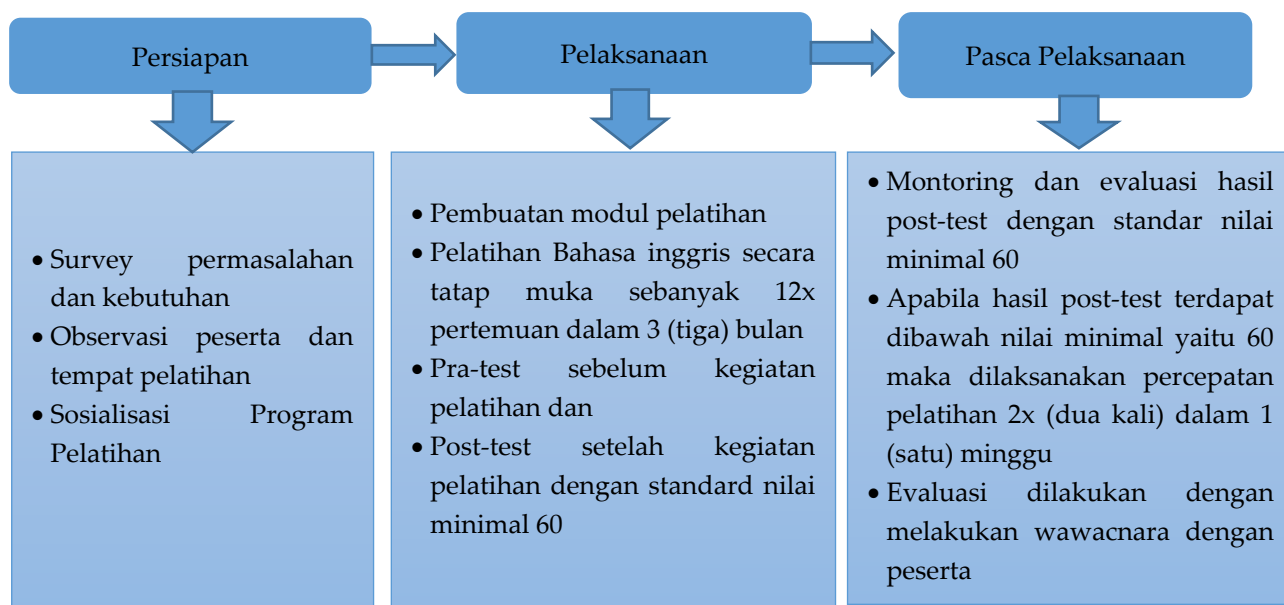 Persiapan
Pelaksanaan
Pasca Pelaksanaan
• Survey permasalahan
dan kebutuhan
• Observasi peserta dan
tempat pelatihan
• Sosialisasi Program
Pelatihan
• Pembuatan modul pelatihan
• Pelatihan Bahasa inggris secara
tatap muka sebanyak 12x
pertemuan dalam 3 (tiga) bulan
• Pra-test sebelum kegiatan
pelatihan dan
• Post-test setelah kegiatan
pelatihan dengan standard nilai
minimal 60
• Montoring dan evaluasi hasil
post-test dengan standar nilai
minimal 60
• Apabila hasil post-test terdapat
dibawah nilai minimal yaitu 60
maka dilaksanakan percepatan
pelatihan 2x (dua kali) dalam 1
(satu) minggu
• Evaluasi dilakukan dengan
melakukan wawacnara dengan
peserta